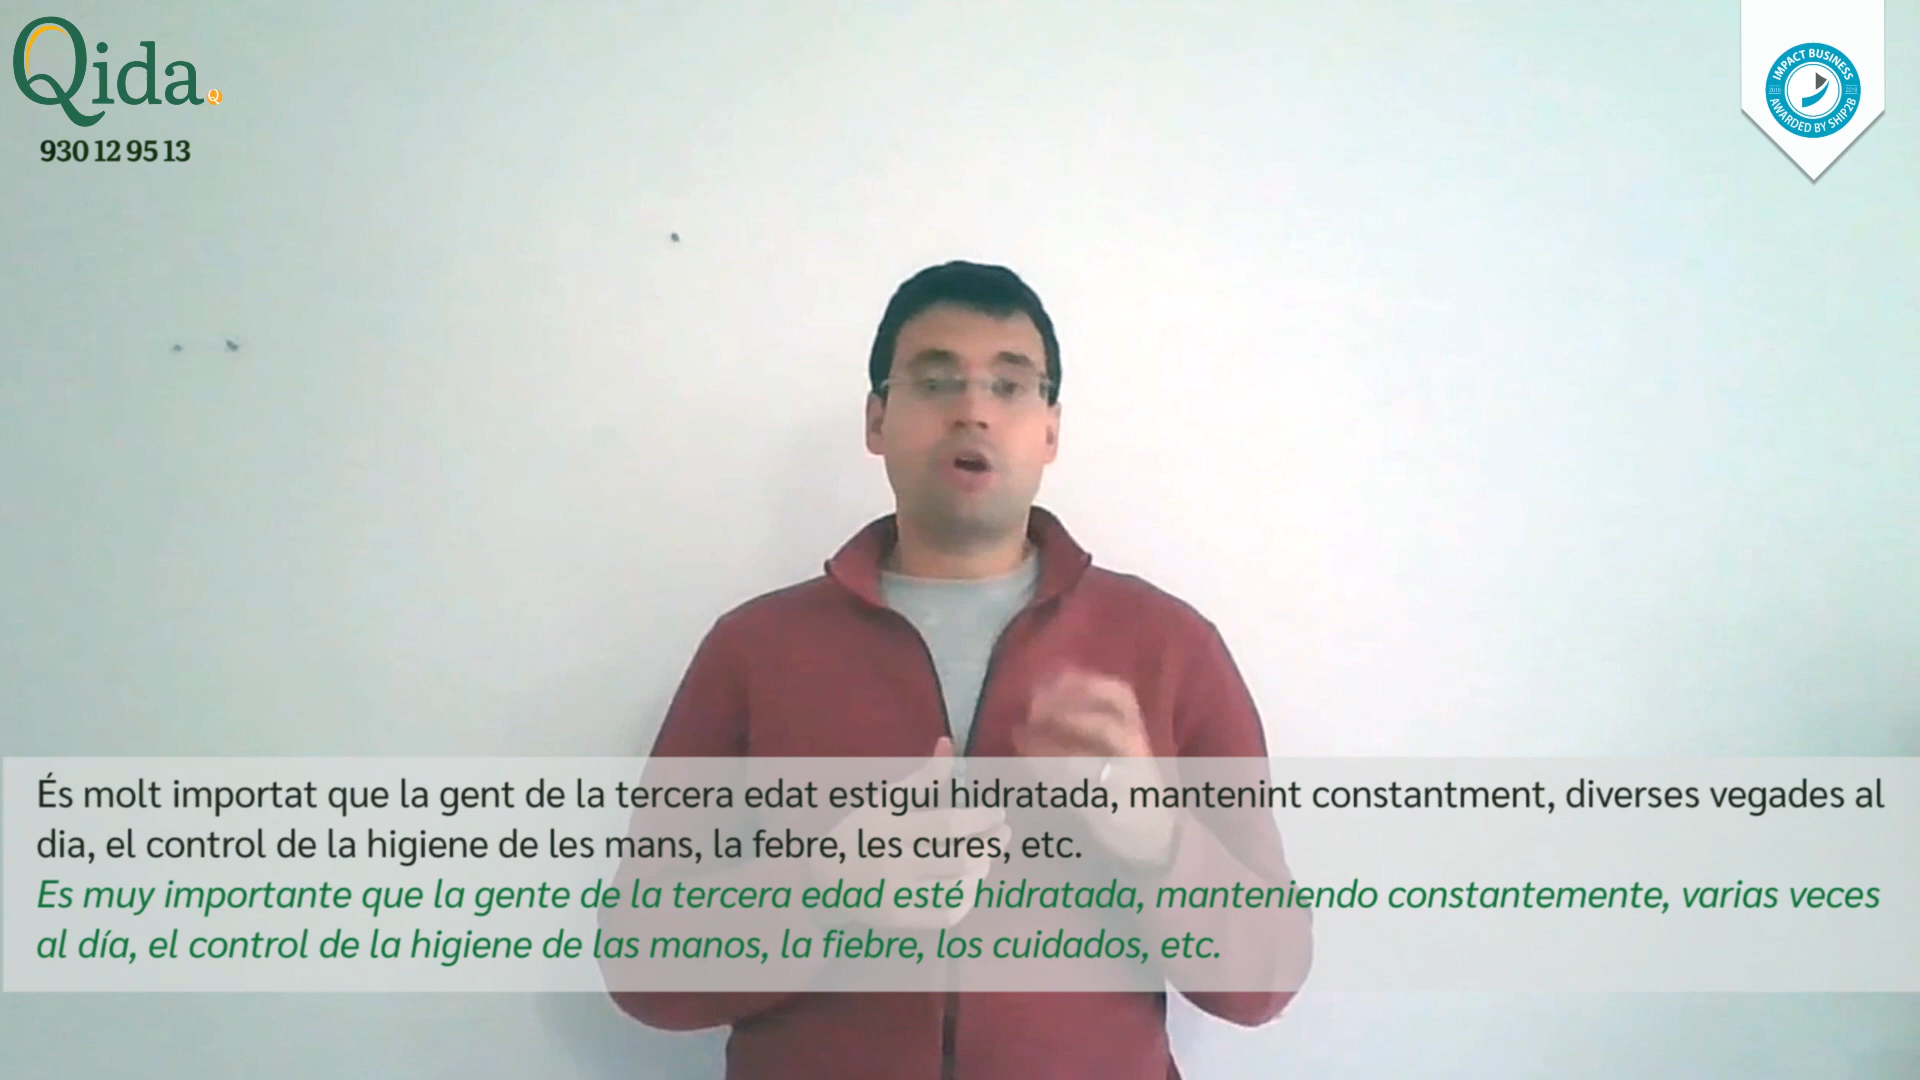 Qida.
930 12 95 13
IMPACT BUSINESS
AWARDED BY SHIP2B
És molt importat que la gent de la tercera edat estigui hidratada, mantenint constantment, diverses vegades al
dia, el control de la higiene de les mans, la febre, les cures, etc.
Es muy importante que la gente de la tercera edad esté hidratada, manteniendo constantemente, varias veces
al día, el control de la higiene de las manos, la fiebre, los cuidados, etc.